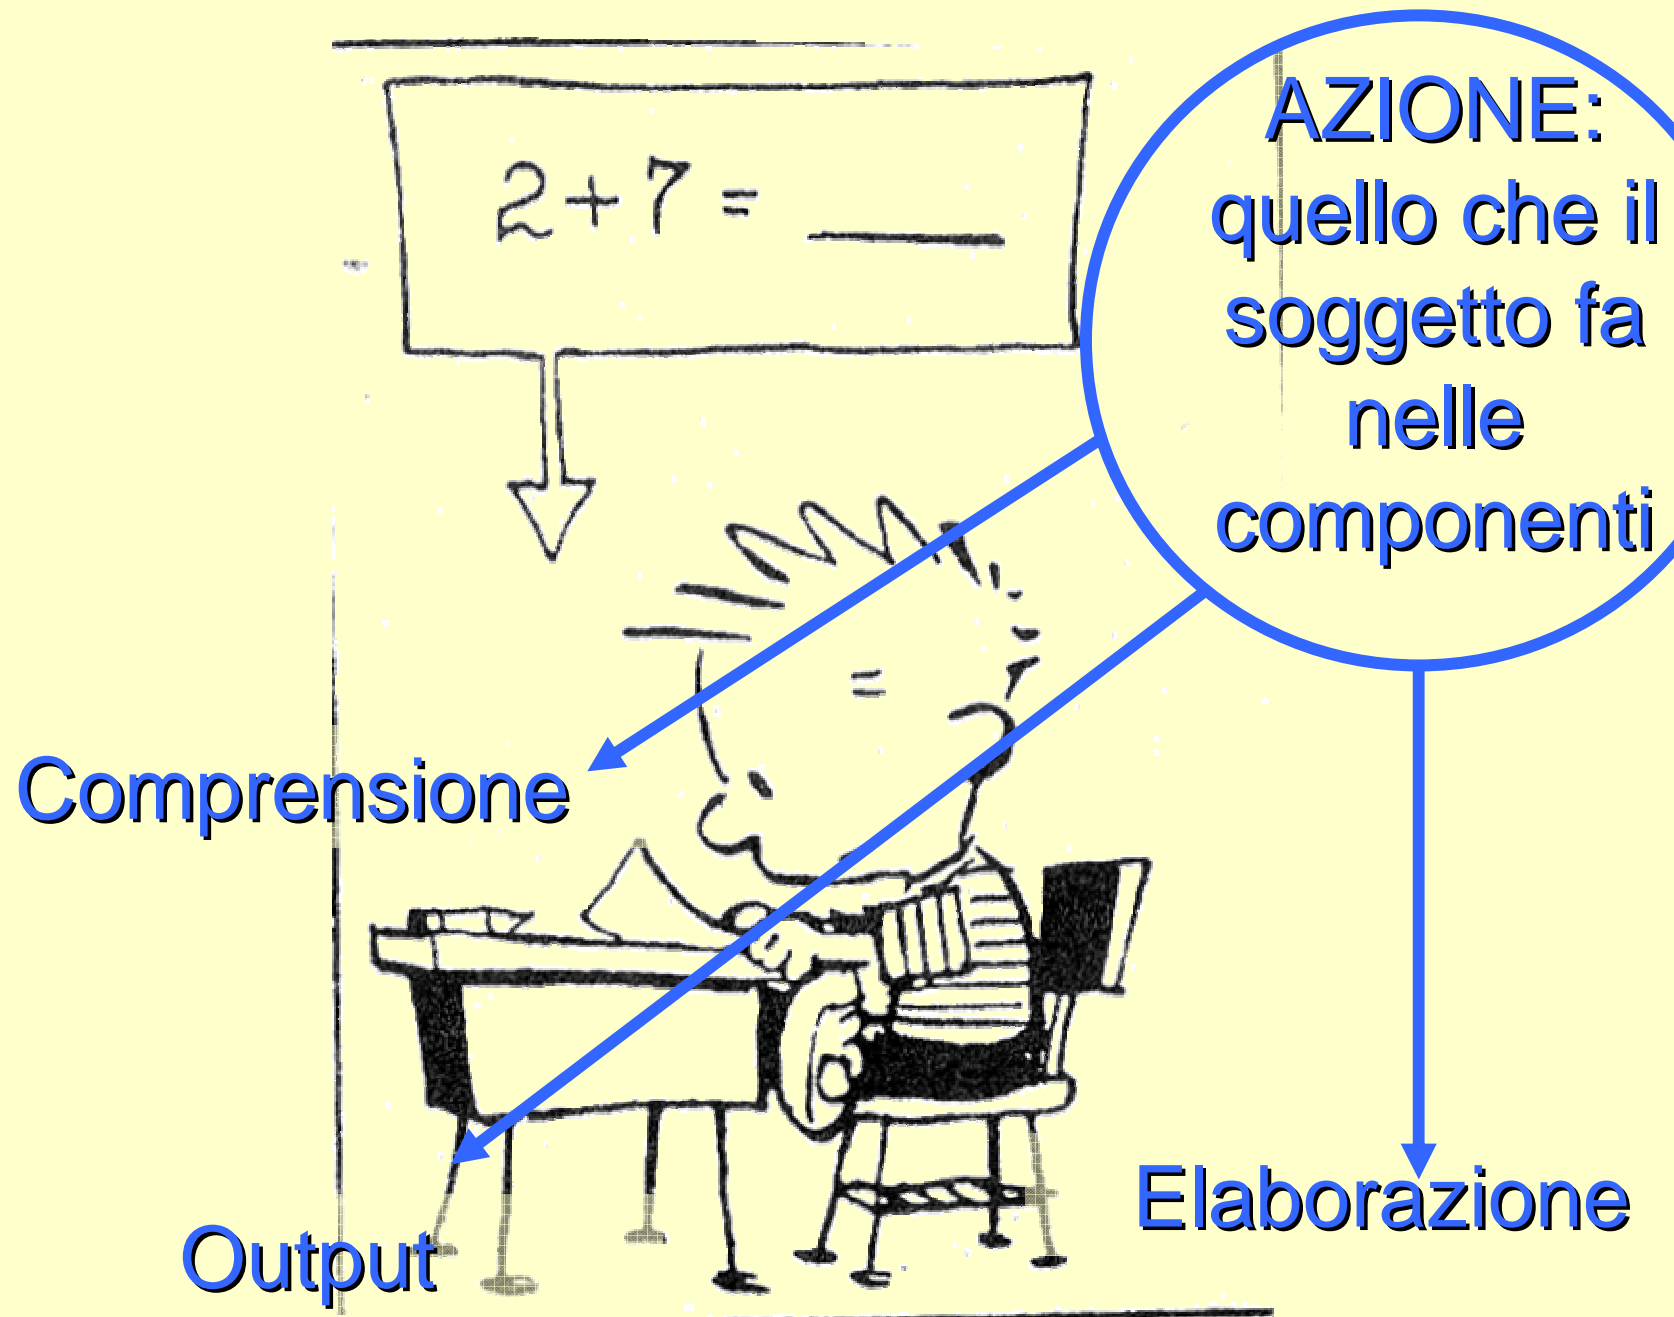 2+7 = ____
AZIONE:
quello che il
soggetto fa
nelle
componenti
=
Comprensione
Elaborazione
Output